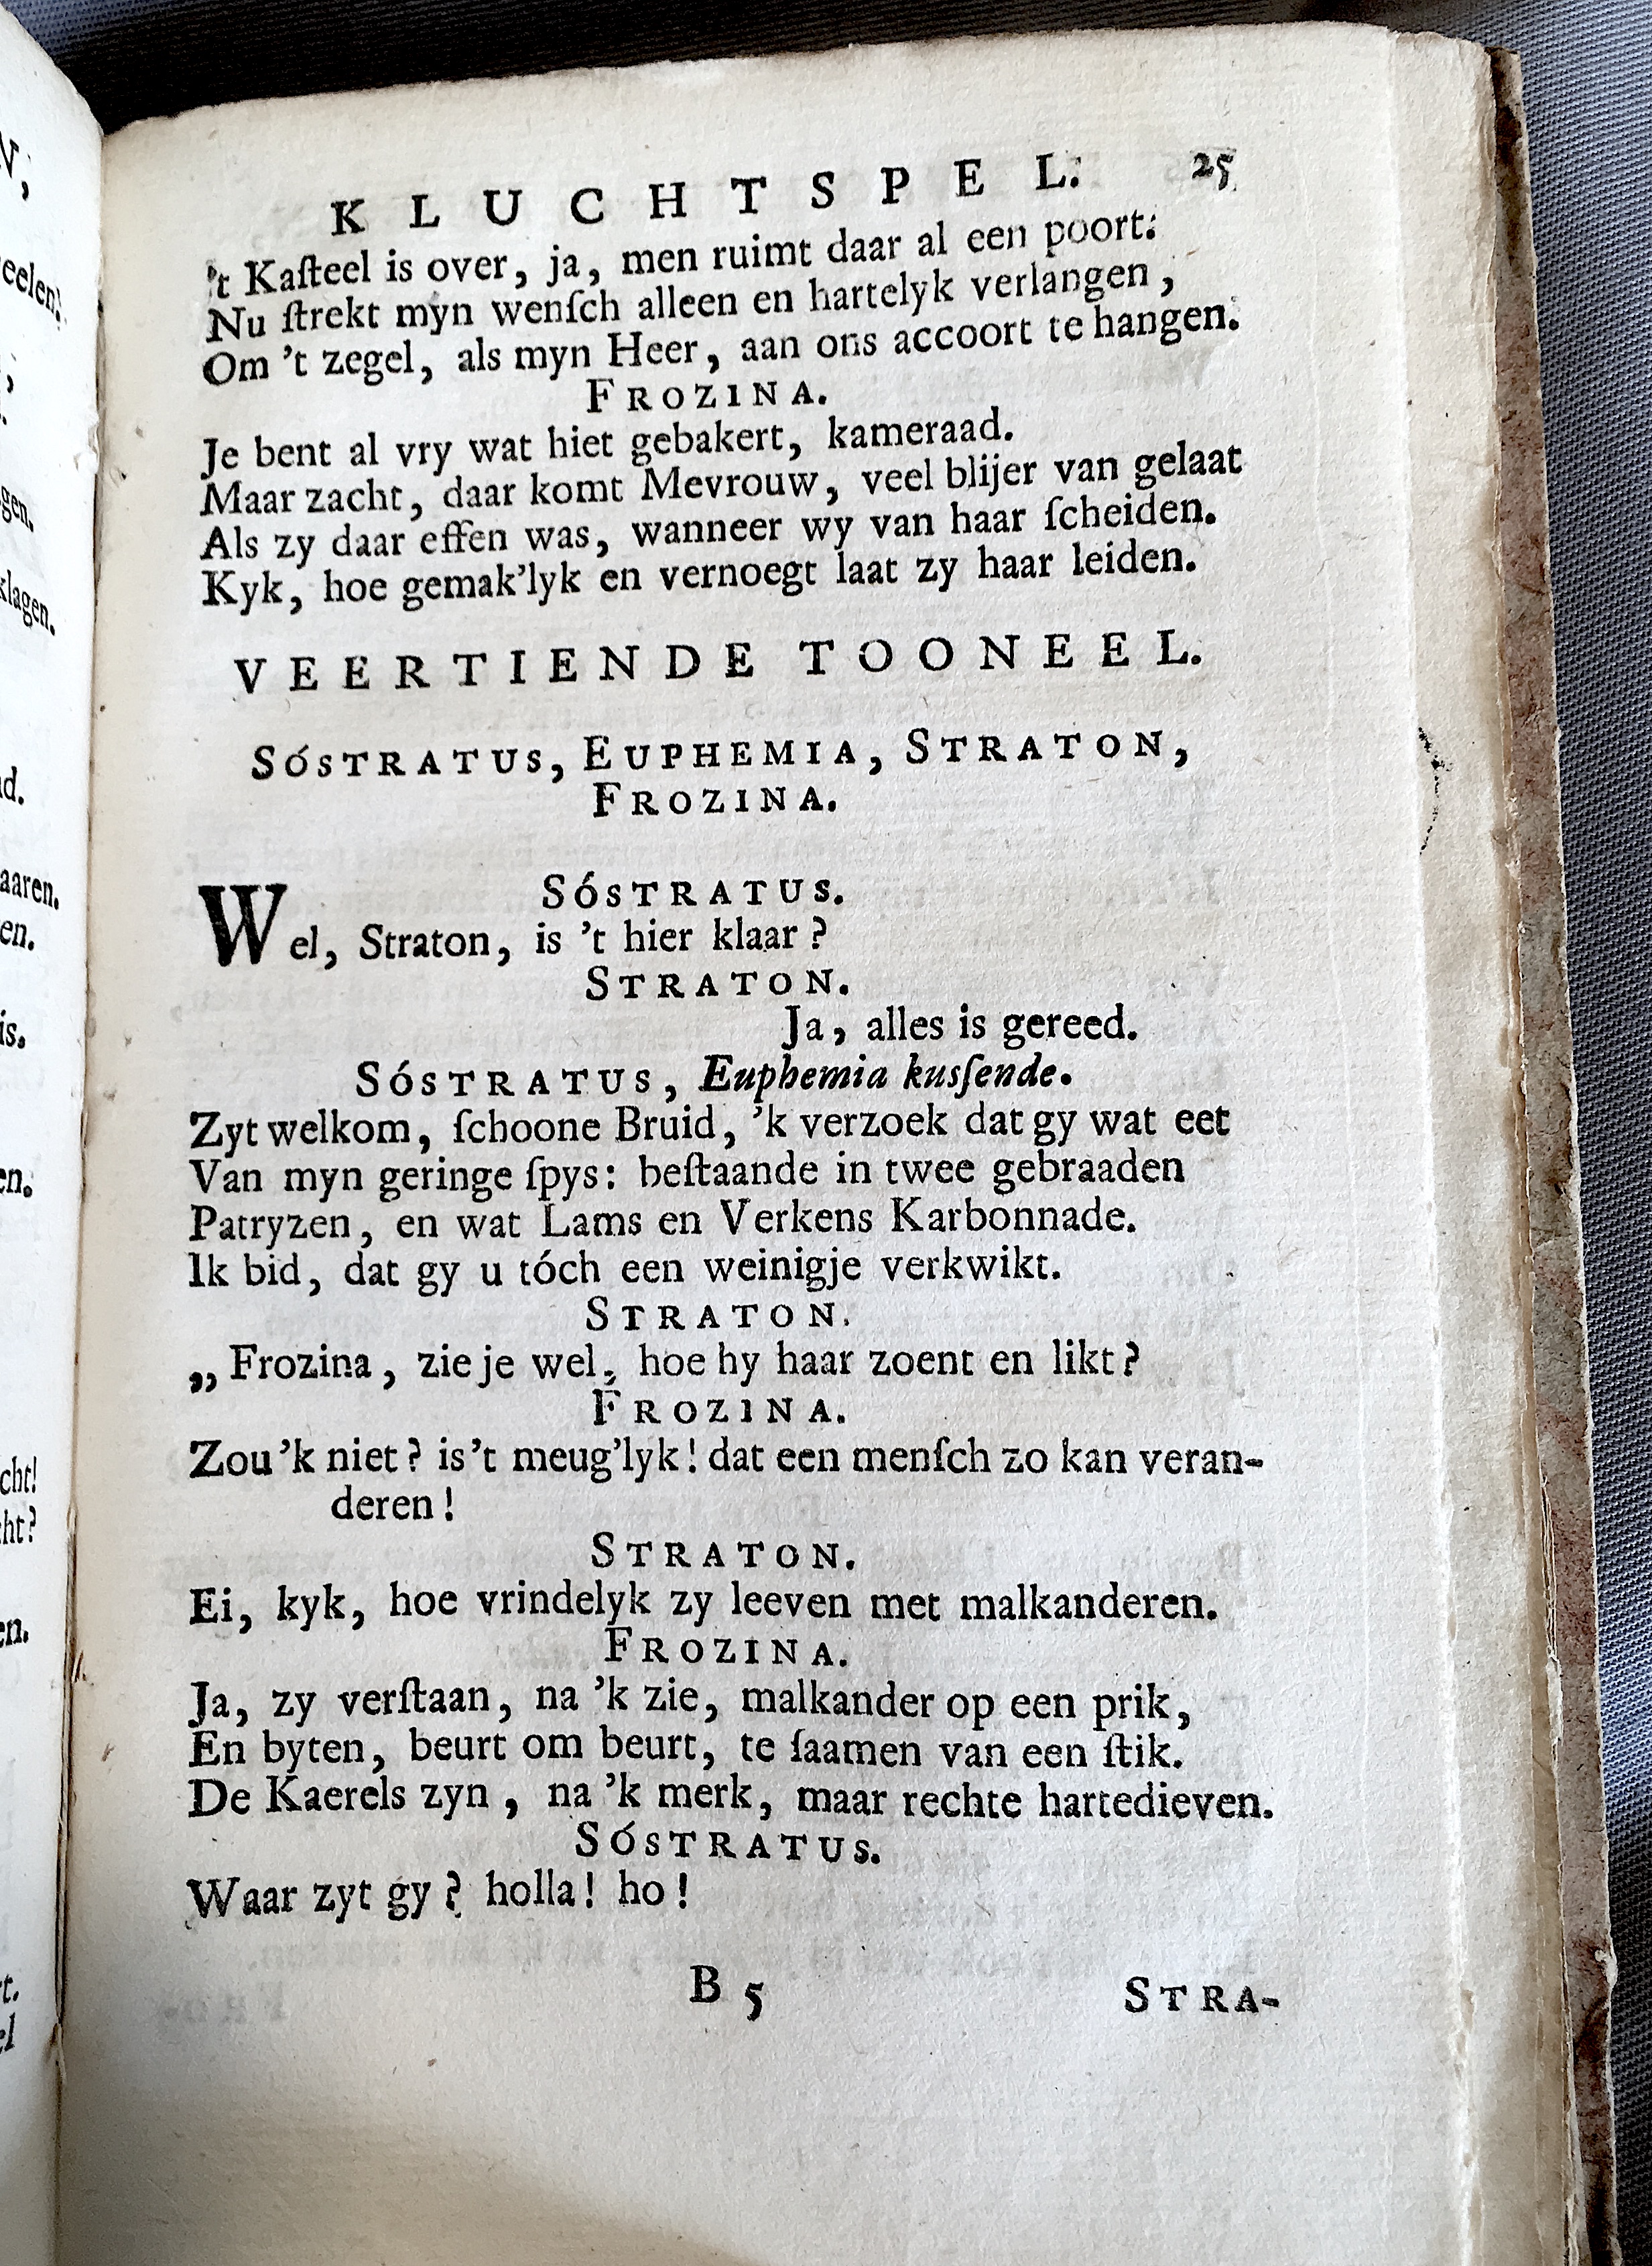 KLUCHTSPEL. 25
't Kaſteel is over, ja, men ruimt daar al een poort:
Nu ſtrekt myn wenſch alleen en hartelyk verlangen,
Om 't zegel, als myn Heer, aan ons accoort te hangen.
FROZINA.
Je bent al vry wat hiet gebakert, kameraad.
Maar zacht, daar komt Mevrouw, veel blijer van gelaat
Als zy daar effen was, wanneer wy van haar ſcheiden.
Kyk, hoe gemak'lyk en vernoegt laat zy haar leiden.
VEERTIENDE TOONEEL.
SóSTRATUS, EUPHEMIA, STRATON,
FROZINA.
SóSTRATUS.
Wel, Straton, is 't hier klaar?
STRATON.
Ja, alles is gereed.
SóSTRATUS, Euphemia kusſende.
Zyt welkom, ſchoone Bruid, 'k verzoek dat gy wat eet
Van myn geringe ſpys: beſtaande in twee gebraaden
Patryzen, en wat Lams en Verkens Karbonnade.
Ik bid, dat gy u tóch een weinigje verkwikt.
STRATON.
„ Frozina, zie je wel, hoe hy haar zoent en likt?
FROZINA.
Zou 'k niet? is 't meug'lyk! dat een menſch zo kan veran-
deren!
STRATON.
Ei, kyk, hoe vrindelyk zy leeven met malkanderen.
FROZINA.
Ja, zy verſtaan, na 'k zie, malkander op een prik,
En byten, beurt om beurt, te ſaamen van een ſtik.
De Kaerels zyn, na 'k merk, maar rechte hartedieven.
SóSTRATUS.
Waar zyt gy? holla! ho!
B 5 STRA-